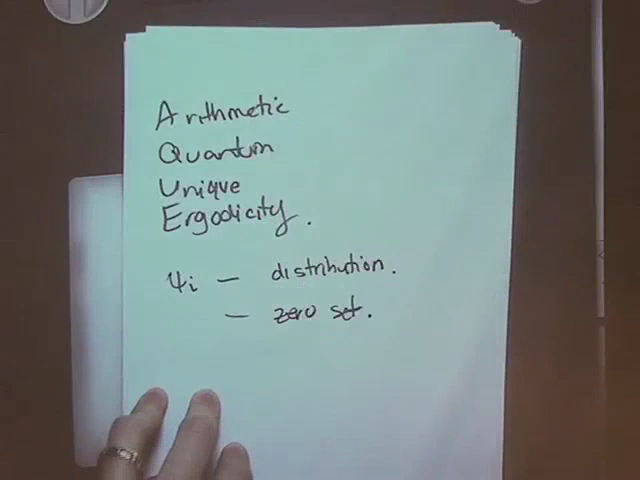 Arithmetic
Quantum
Unique
Ergodicity.
ψi — distribution.
— zero set.